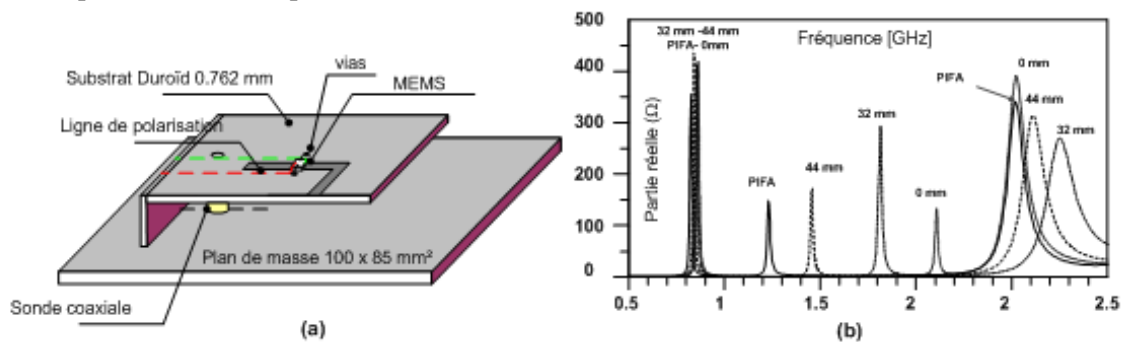 Substrat Duroïd 0.762 mm
vias
MEMS
Ligne de polarisation
Plan de masse 100 x 85 mm²
Sonde coaxiale
(a)
32 mm -44 mm
PIFA- 0mm
Fréquence [GHz]
0 mm
PIFA
44 mm
32 mm
32 mm
44 mm
PIFA
0 mm
Partie réelle (Ω)
500
400
300
200
100
0
0.5
1
1.5
2
2
2.5
(b)